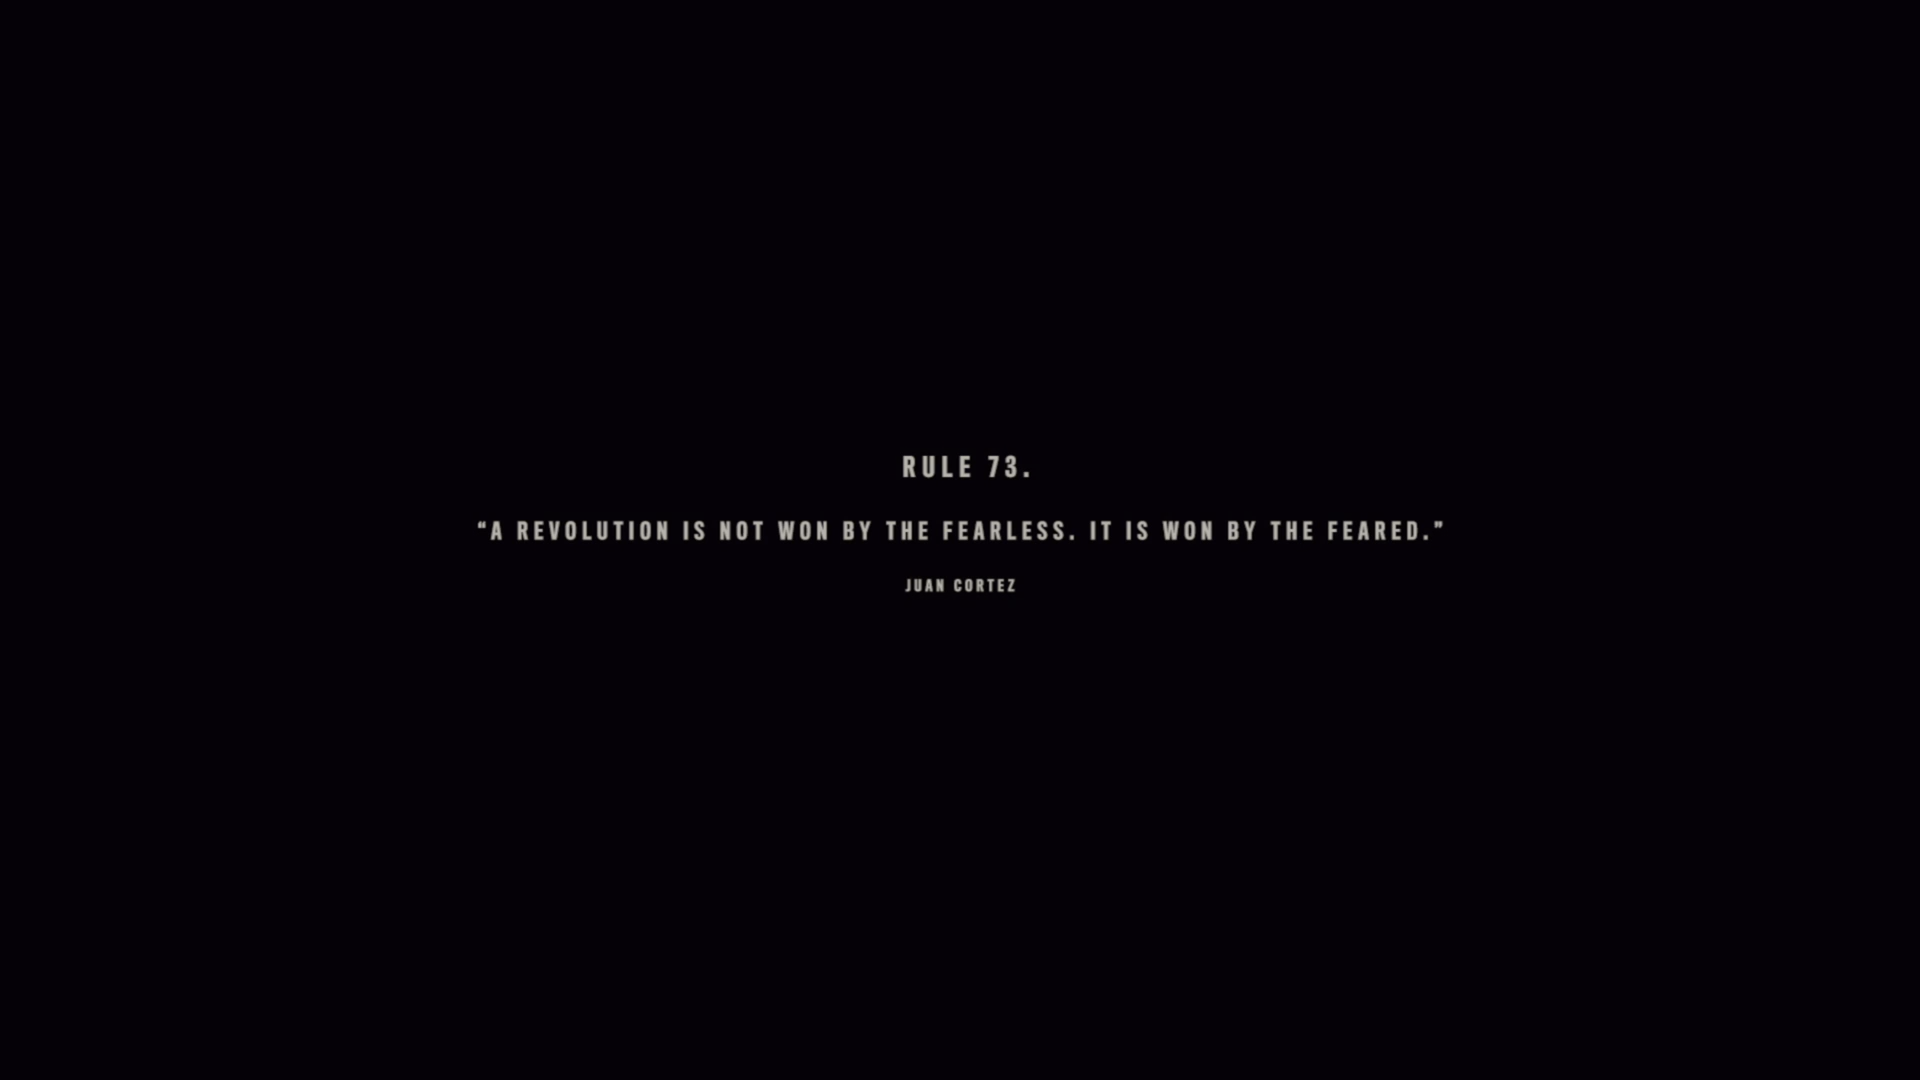 RULE 73.
“A REVOLUTION IS NOT WON BY THE FEARLESS. IT IS WON BY THE FEARED.”
JUAN CORTEZ